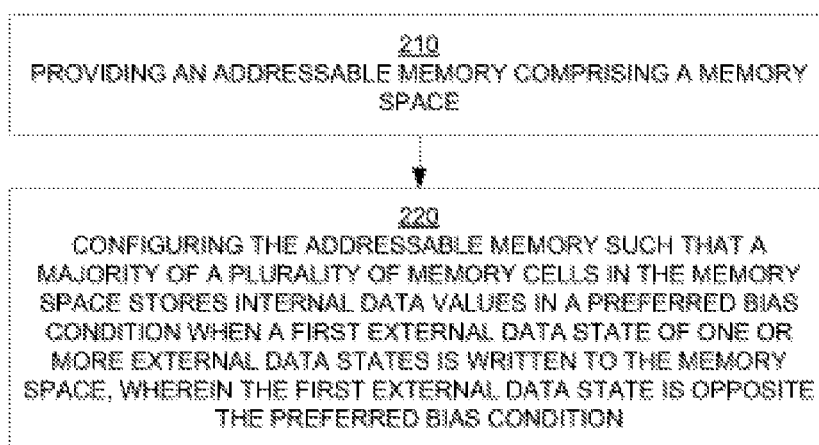 210
PROVIDING AN ADDRESSABLE MEMORY COMPRISING A MEMORY
SPACE
220
CONFIGURING THE ADDRESSABLE MEMORY SUCH THAT A
MAJORITY OF A PLURALITY OF MEMORY CELLS IN THE MEMORY
SPACE STORES INTERNAL DATA VALUES IN A PREFERRED BIAS
CONDITION WHEN A FIRST EXTERNAL DATA STATE OF ONE OR
MORE EXTERNAL DATA STATES IS WRITTEN TO THE MEMORY
SPACE, WHEREIN THE FIRST EXTERNAL DATA STATE IS OPPOSITE
THE PREFERRED BIAS CONDITION